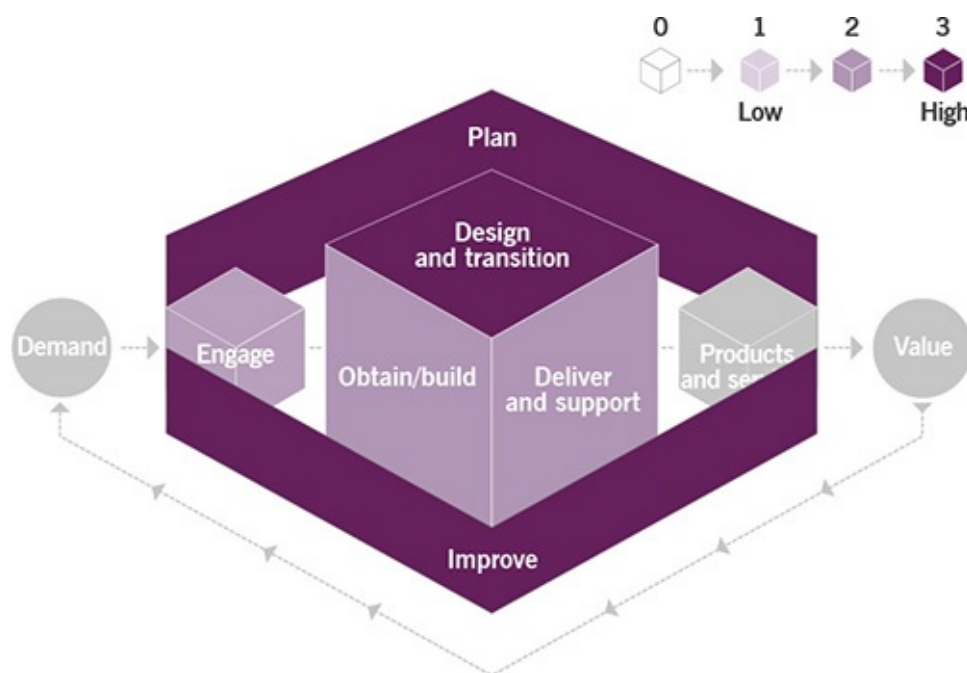 0 1 2 3
Low High
Plan
Design
and transition
Demand
Engage
Obtain/build
Deliver
and support
Products
and
Value
Improve